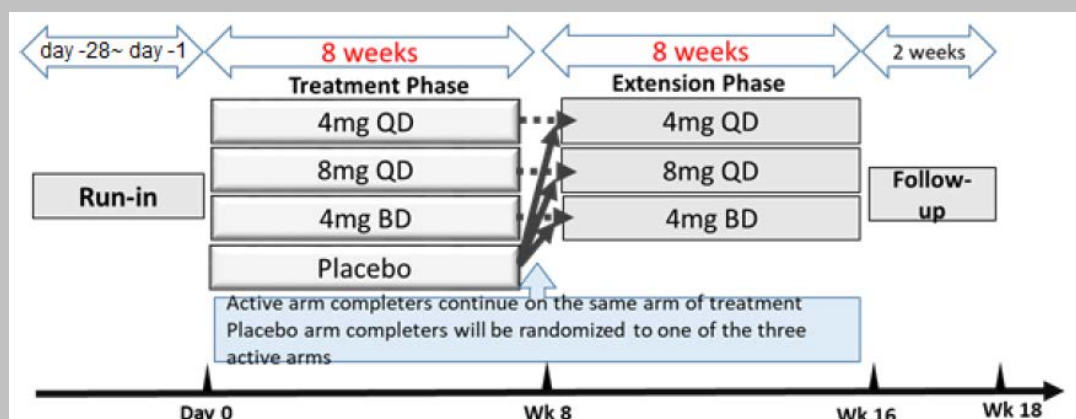 day -28~ day -1
8 weeks
8 weeks
2 weeks
Treatment Phase
Extension Phase
4mg QD
4mg QD
8mg QD
8mg QD
Run-in
Follow-
up
4mg BD
4mg BD
Placebo
Active arm completers continue on the same arm of treatment
Placebo arm completers will be randomized to one of the three
active arms
Day 0
Wk 8
Wk 16
Wk 18